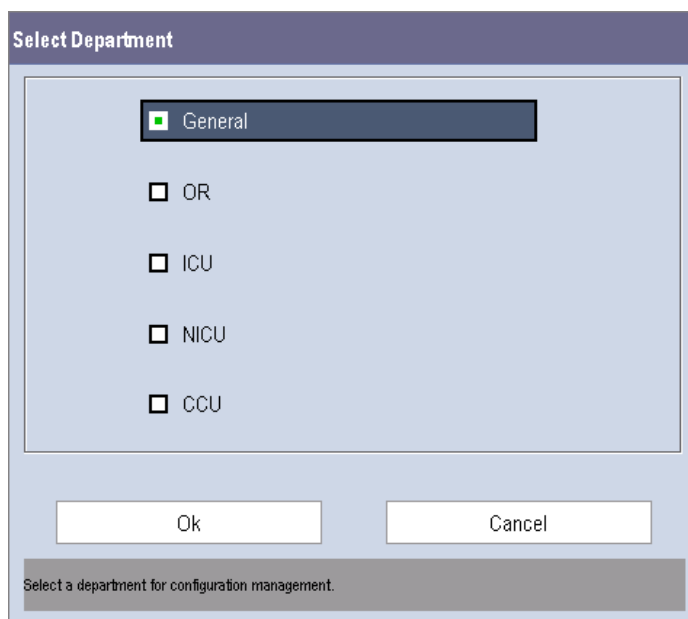 Select Department
General
OR
ICU
NICU
CCU
Ok Cancel
Select a department for configuration management.